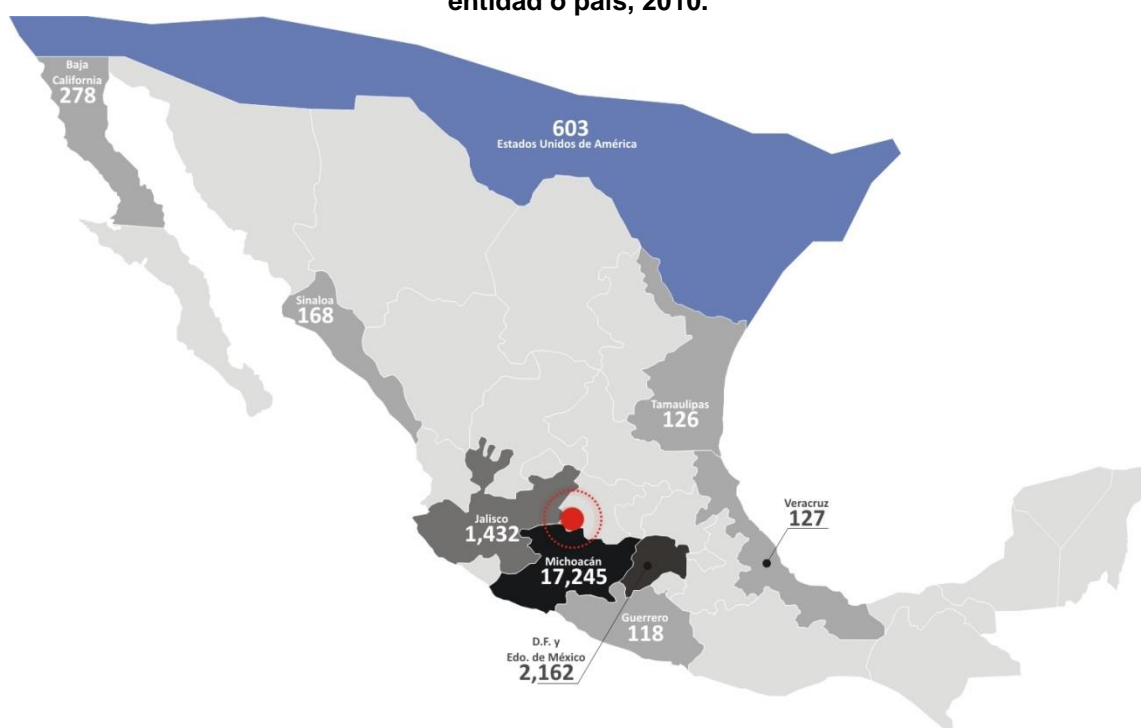 entidad o país, 2010.
Baja
California
278
603
Estados Unidos de América
Sinaloa
168
Tamaulipas
126
Veracruz
127
Jalisco
1,432
Michoacán
17,245
Guerrero
118
D.F. y
Edo. de México
2,162